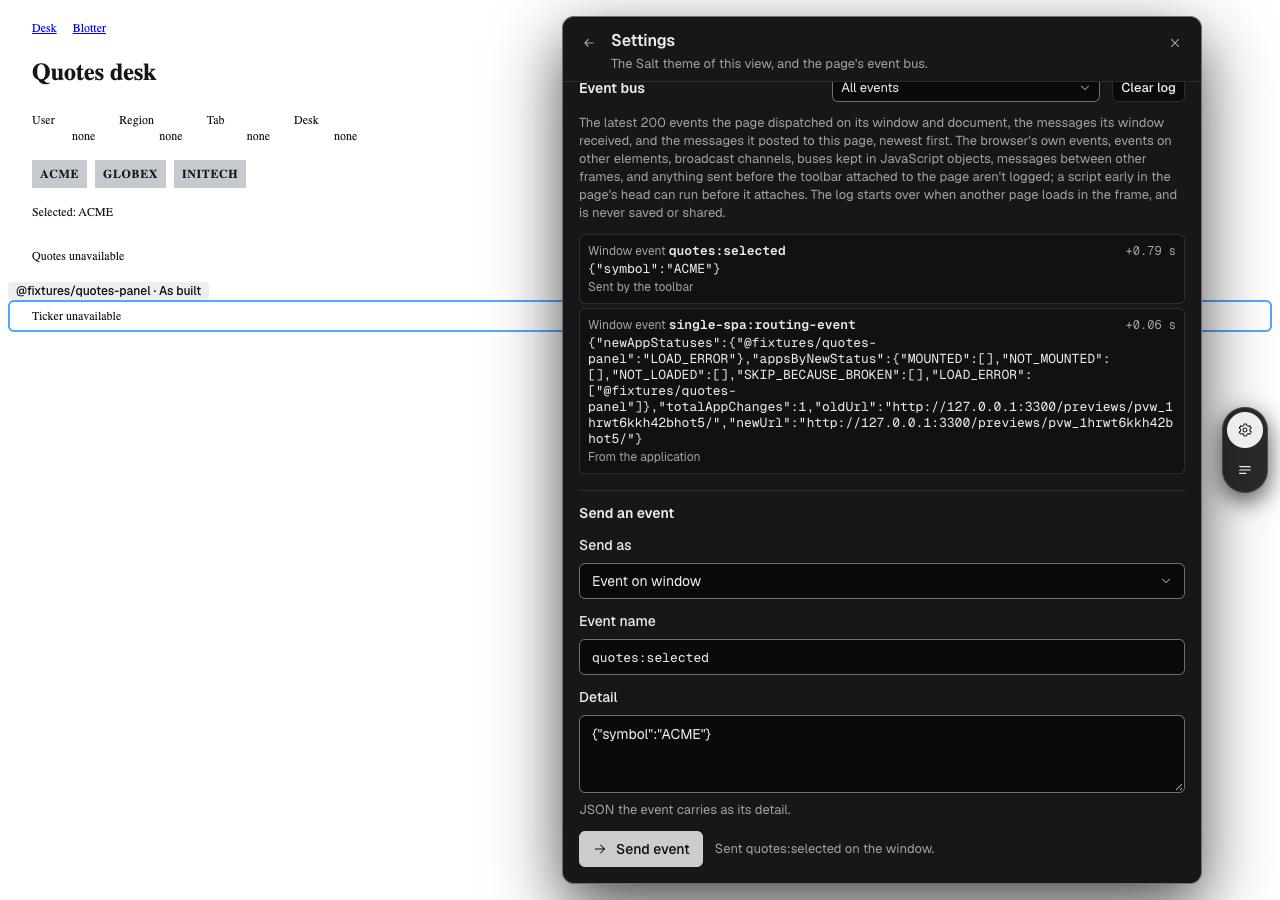 Desk Blotter
Quotes desk
User Region Tab Desk
none none none none
ACME GLOBEX INITECH
Selected: ACME
Quotes unavailable
@fixtures/quotes-panel · As built
Ticker unavailable
Settings
The Salt theme of this view, and the page's event bus.
Event bus All events Clear log
The latest 200 events the page dispatched on its window and document, the messages its window
received, and the messages it posted to this page, newest first. The browser's own events, events on
other elements, broadcast channels, buses kept in JavaScript objects, messages between other
frames, and anything sent before the toolbar attached to the page aren't logged; a script early in the
page's head can run before it attaches. The log starts over when another page loads in the frame, and
is never saved or shared.
Window event quotes:selected +0.79 s
{"symbol":"ACME"}
Sent by the toolbar
Window event single-spa:routing-event +0.06 s
{"newAppStatuses":{"@fixtures/quotes-
panel":"LOAD_ERROR"},"appsByNewStatus":{"MOUNTED":[],"NOT_MOUNTED":
[],"NOT_LOADED":[],"SKIP_BECAUSE_BROKEN":[],"LOAD_ERROR":
["@fixtures/quotes-
panel"]},"totalAppChanges":1,"oldUrl":"http://127.0.0.1:3300/previews/pvw_1
hrwt6kkh42bhot5/","newUrl":"http://127.0.0.1:3300/previews/pvw_1hrwt6kkh42b
hot5/"}
From the application
Send an event
Send as
Event on window
Event name
quotes:selected
Detail
{"symbol":"ACME"}
JSON the event carries as its detail.
Send event Sent quotes:selected on the window.